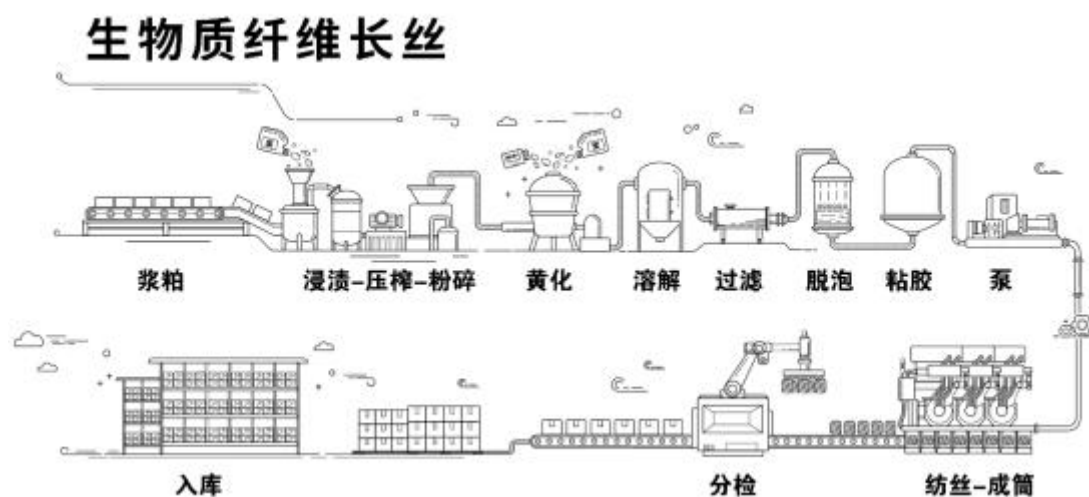 生物质纤维长丝
浆粕 浸渍-压榨-粉碎 黄化 溶解 过滤 脱泡 粘胶 泵
入库 分检 纺丝-成筒